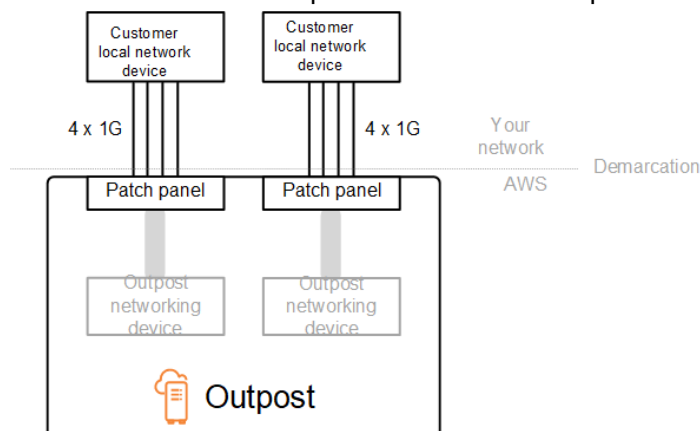 Customer
local network
device
Customer
local network
device
4 x 1G
4 x 1G
Your
network
Demarcation
AWS
Patch panel
Patch panel
Outpost
networking
device
Outpost
networking
device
Outpost